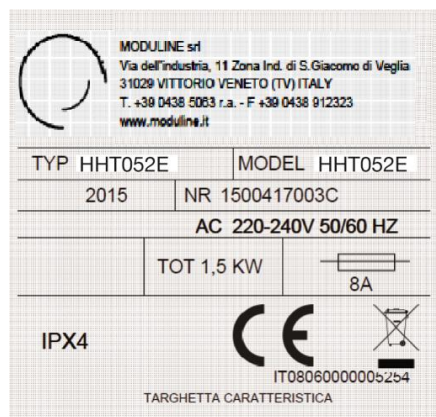 MODULINE srl
Via dell'industria, 11 Zona Ind. di S.Giacomo di Veglia
31029 VITTORIO VENETO (TV) ITALY
T. +39 0438 5063 r.a. - F +39 0438 912323
www.moduline.it
TYP HHT052E MODEL HHT052E
2015 NR 1500417003C
AC 220-240V 50/60 HZ
TOT 1,5 KW
8A
IPX4 CE
IT08060000005254
TARGHETTA CARATTERISTICA